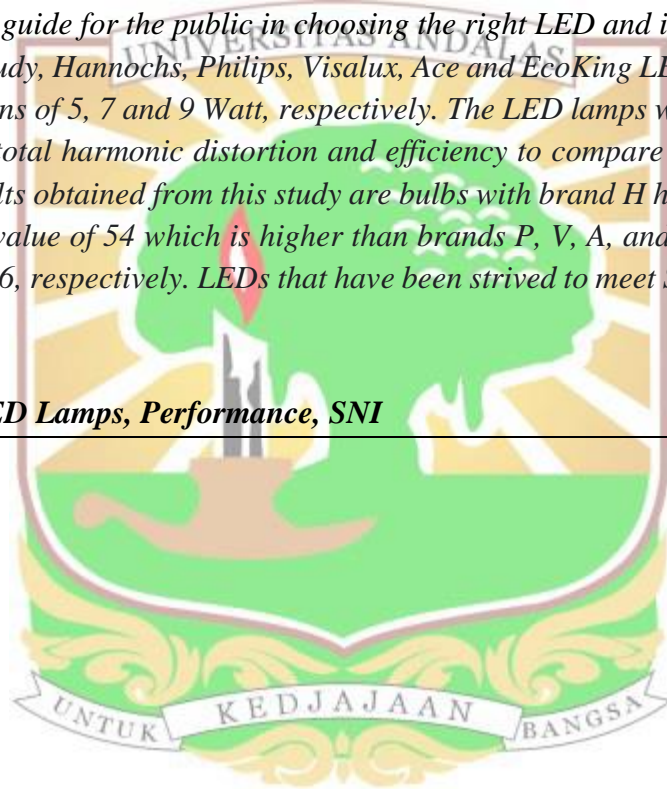 guide for the public in choosing the right LED and i
UNIVERSITAS ANDALAS
udy, Hannochs, Philips, Visalux, Ace and EcoKing LE
ns of 5, 7 and 9 Watt, respectively. The LED lamps w
total harmonic distortion and efficiency to compare
lts obtained from this study are bulbs with brand H h
value of 54 which is higher than brands P, V, A, and
6, respectively. LEDs that have been strived to meet S
ED Lamps, Performance, SNI
UNTUK KEDJAJAAN BANGSA